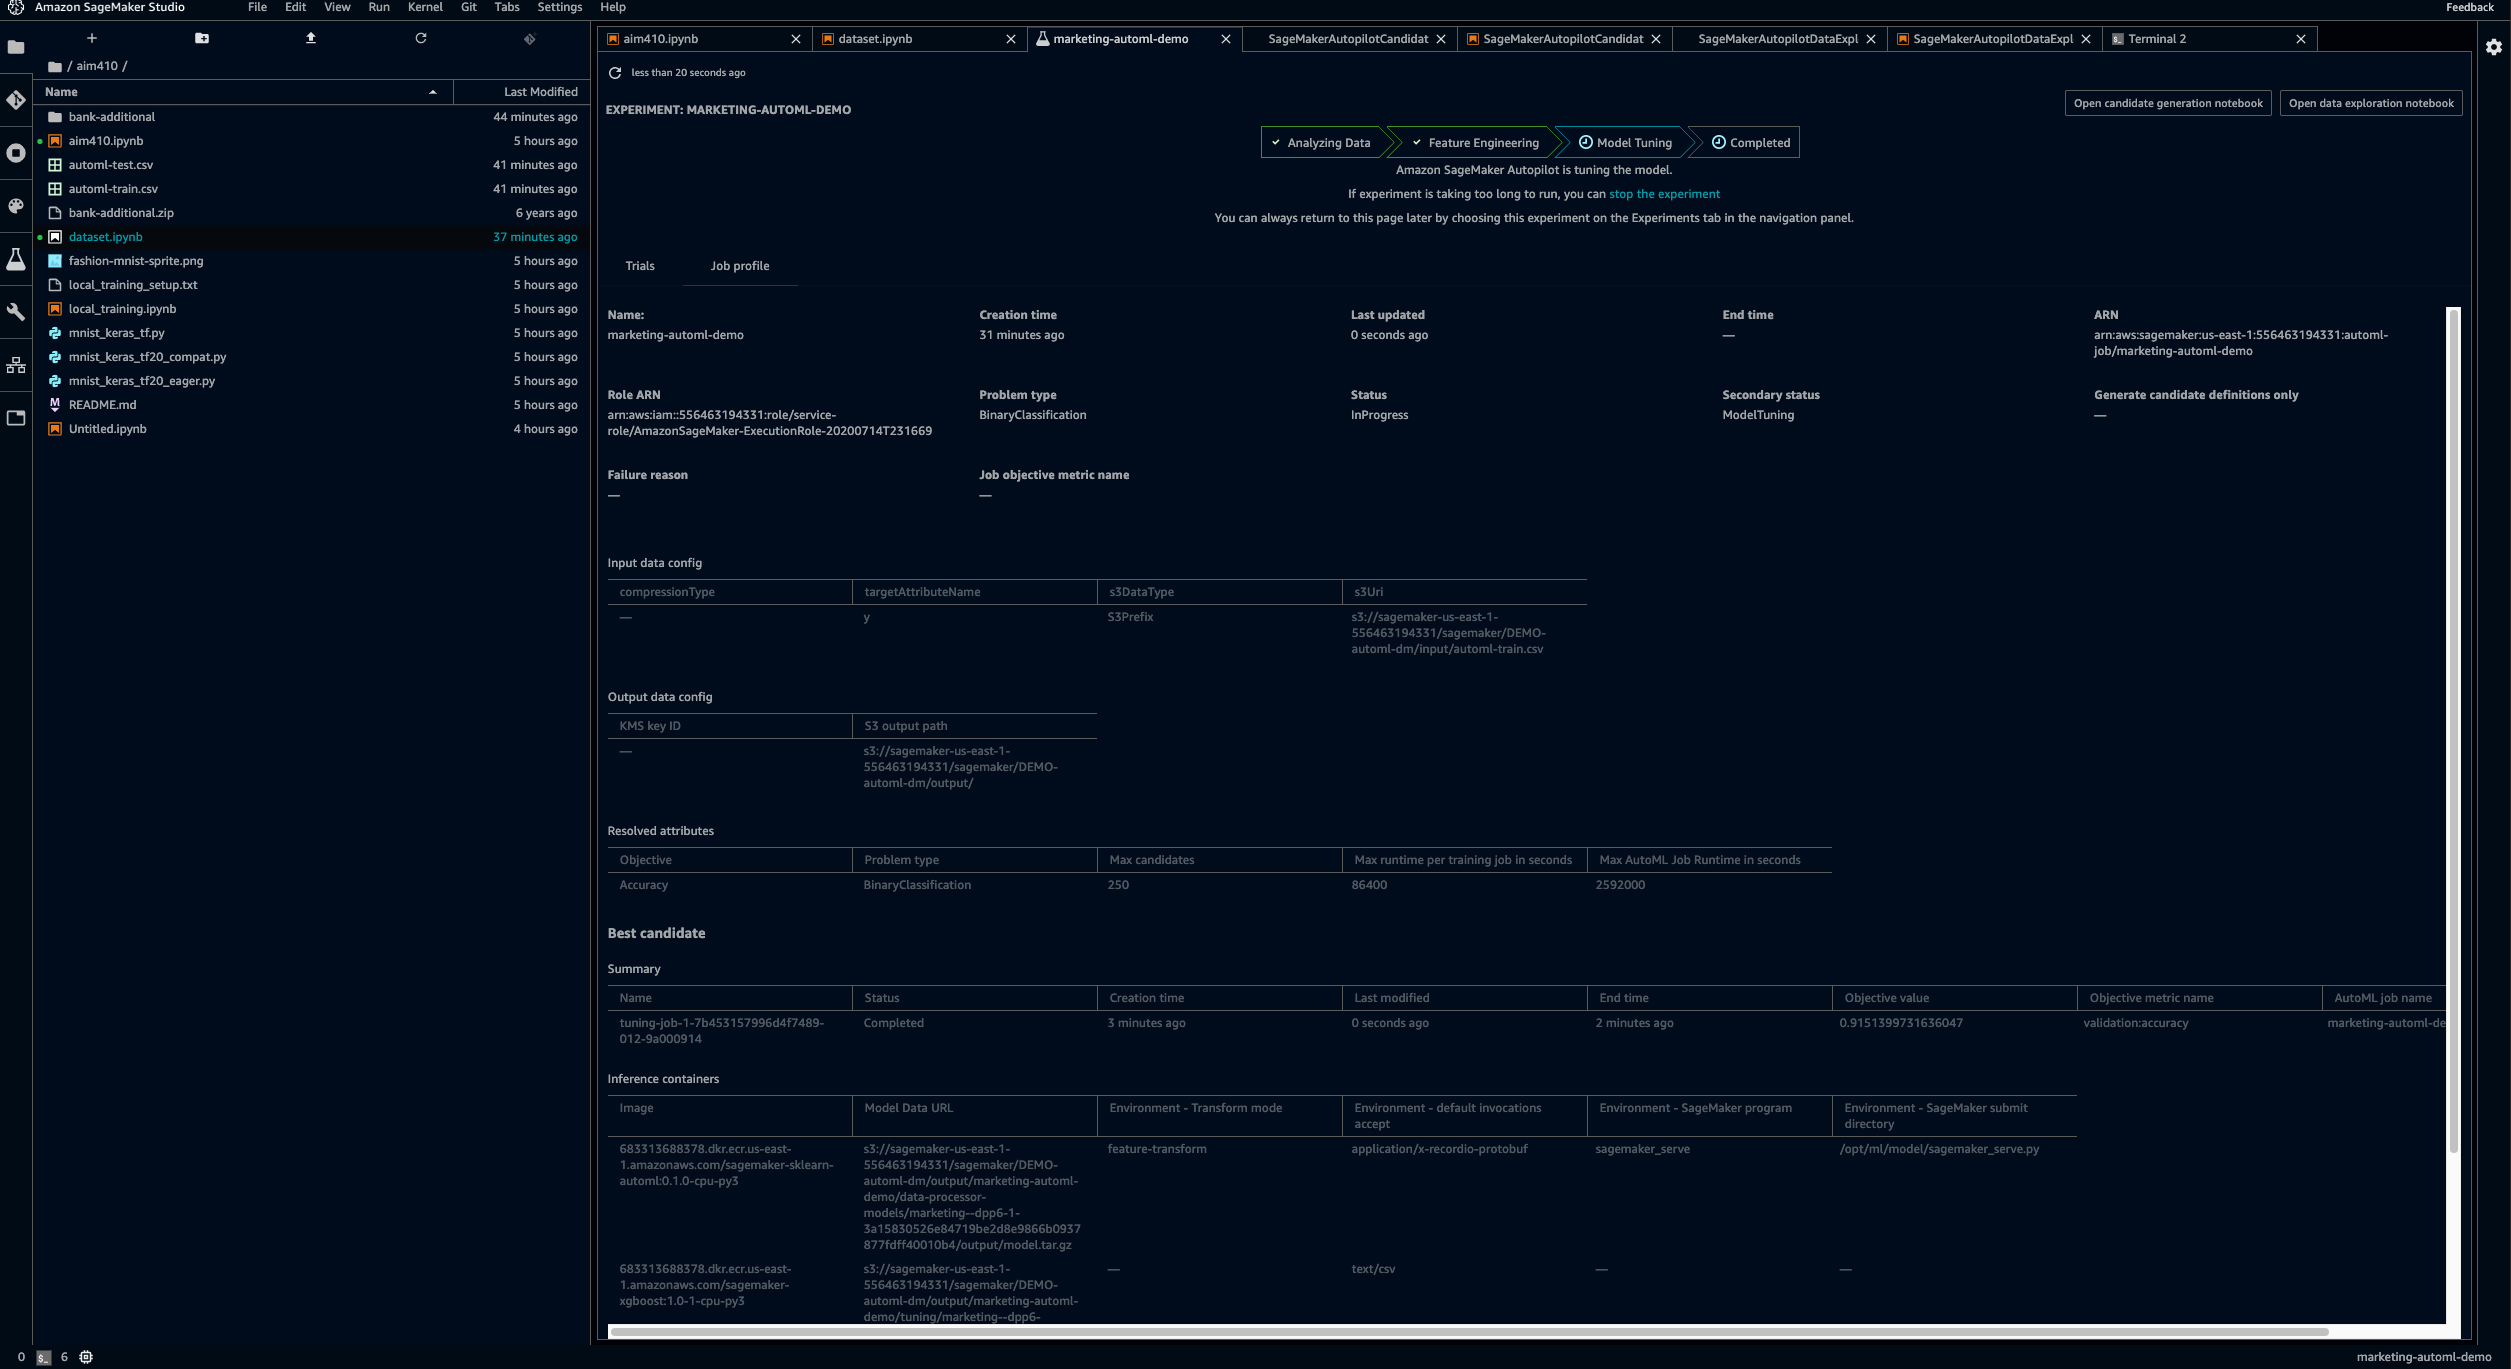 Amazon SageMaker Studio
File Edit View Run Kernel Git Tabs Settings Help
Feedback
/ aim410 /
Name Last Modified
bank-additional 44 minutes ago
aim410.ipynb 5 hours ago
automl-test.csv 41 minutes ago
automl-train.csv 41 minutes ago
bank-additional.zip 6 years ago
dataset.ipynb 37 minutes ago
fashion-mnist-sprite.png 5 hours ago
local_training_setup.txt 5 hours ago
local_training.ipynb 5 hours ago
mnist_keras_tf.py 5 hours ago
mnist_keras_tf20_compat.py 5 hours ago
mnist_keras_tf20_eager.py 5 hours ago
README.md 5 hours ago
Untitled.ipynb 4 hours ago
aim410.ipynb dataset.ipynb marketing-automl-demo SageMakerAutopilotCandidat SageMakerAutopilotCandidat SageMakerAutopilotDataExpl SageMakerAutopilotDataExpl Terminal 2
less than 20 seconds ago
EXPERIMENT: MARKETING-AUTOML-DEMO
Open candidate generation notebook Open data exploration notebook
Analyzing Data Feature Engineering Model Tuning Completed
Amazon SageMaker Autopilot is tuning the model.
If experiment is taking too long to run, you can stop the experiment
You can always return to this page later by choosing this experiment on the Experiments tab in the navigation panel.
Trials Job profile
Name: Creation time Last updated End time ARN
marketing-automl-demo 31 minutes ago 0 seconds ago — arn:aws:sagemaker:us-east-1:556463194331:automl-
job/marketing-automl-demo
Role ARN Problem type Status Secondary status Generate candidate definitions only
arn:aws:iam::556463194331:role/service- BinaryClassification InProgress ModelTuning —
role/AmazonSageMaker-ExecutionRole-20200714T231669
Failure reason Job objective metric name
— —
Input data config
compressionType targetAttributeName s3DataType s3Uri
— y S3Prefix s3://sagemaker-us-east-1-
556463194331/sagemaker/DEMO-
automl-dm/input/automl-train.csv
Output data config
KMS key ID S3 output path
— s3://sagemaker-us-east-1-
556463194331/sagemaker/DEMO-
automl-dm/output/
Resolved attributes
Objective Problem type Max candidates Max runtime per training job in seconds Max AutoML Job Runtime in seconds
Accuracy BinaryClassification 250 86400 2592000
Best candidate
Summary
Name Status Creation time Last modified End time Objective value Objective metric name AutoML job name
tuning-job-1-7b453157996d4f7489- Completed 3 minutes ago 0 seconds ago 2 minutes ago 0.9151399731636047 validation:accuracy marketing-automl-de
012-9a000914
Inference containers
Image Model Data URL Environment - Transform mode Environment - default invocations Environment - SageMaker program Environment - SageMaker submit
accept directory
683313688378.dkr.ecr.us-east- s3://sagemaker-us-east-1- feature-transform application/x-recordio-protobuf sagemaker_serve /opt/ml/model/sagemaker_serve.py
1.amazonaws.com/sagemaker-sklearn- 556463194331/sagemaker/DEMO-
automl:0.1.0-cpu-py3 automl-dm/output/marketing-automl-
demo/data-processor-
models/marketing--dpp6-1-
3a15830526e84719be2d8e9866b0937
877fdff40010b4/output/model.tar.gz
683313688378.dkr.ecr.us-east- s3://sagemaker-us-east-1- — text/csv — —
1.amazonaws.com/sagemaker- 556463194331/sagemaker/DEMO-
xgboost:1.0-1-cpu-py3 automl-dm/output/marketing-automl-
demo/tuning/marketing--dpp6-
0 $_ 6
marketing-automl-demo